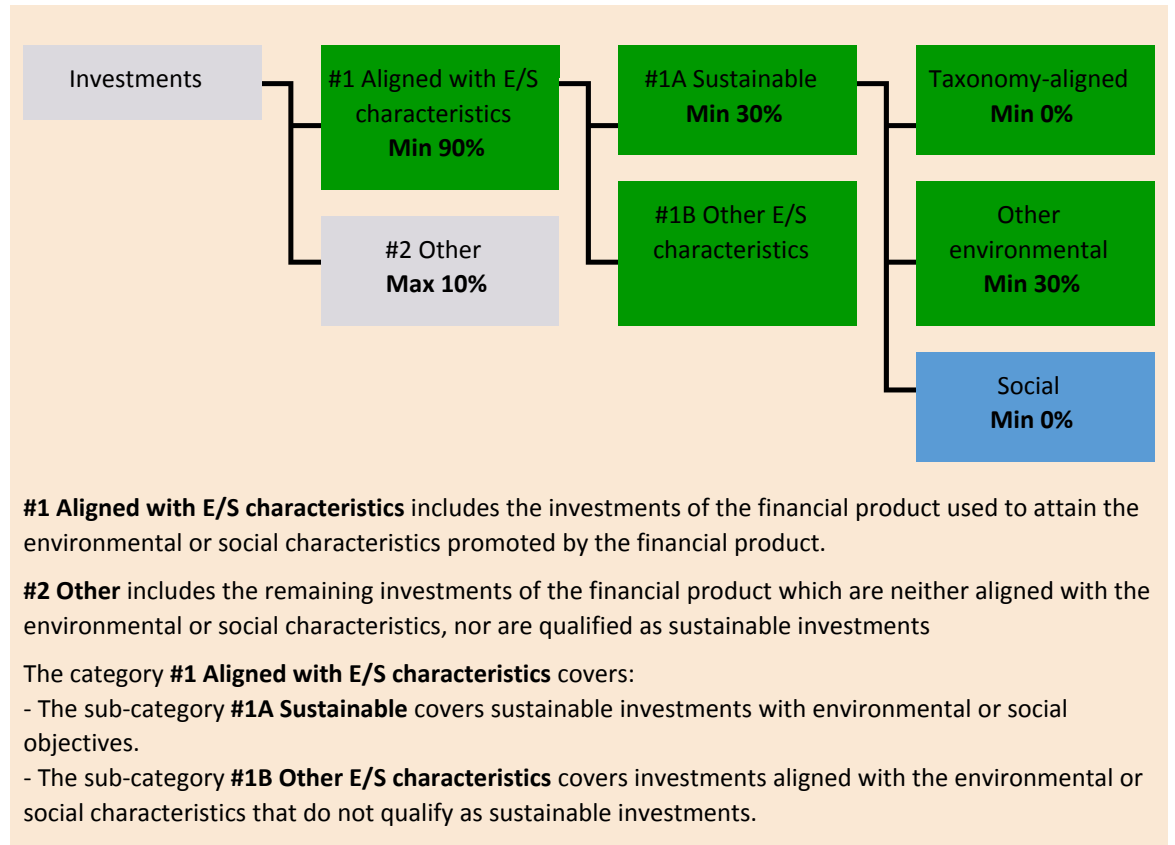 Investments
#1 Aligned with E/S
characteristics
Min 90%
#2 Other
Max 10%
#1A Sustainable
Min 30%
#1B Other E/S
characteristics
Taxonomy-aligned
Min 0%
Other
environmental
Min 30%
Social
Min 0%
#1 Aligned with E/S characteristics includes the investments of the financial product used to attain the
environmental or social characteristics promoted by the financial product.
#2 Other includes the remaining investments of the financial product which are neither aligned with the
environmental or social characteristics, nor are qualified as sustainable investments
The category #1 Aligned with E/S characteristics covers:
- The sub-category #1A Sustainable covers sustainable investments with environmental or social
objectives.
- The sub-category #1B Other E/S characteristics covers investments aligned with the environmental or
social characteristics that do not qualify as sustainable investments.